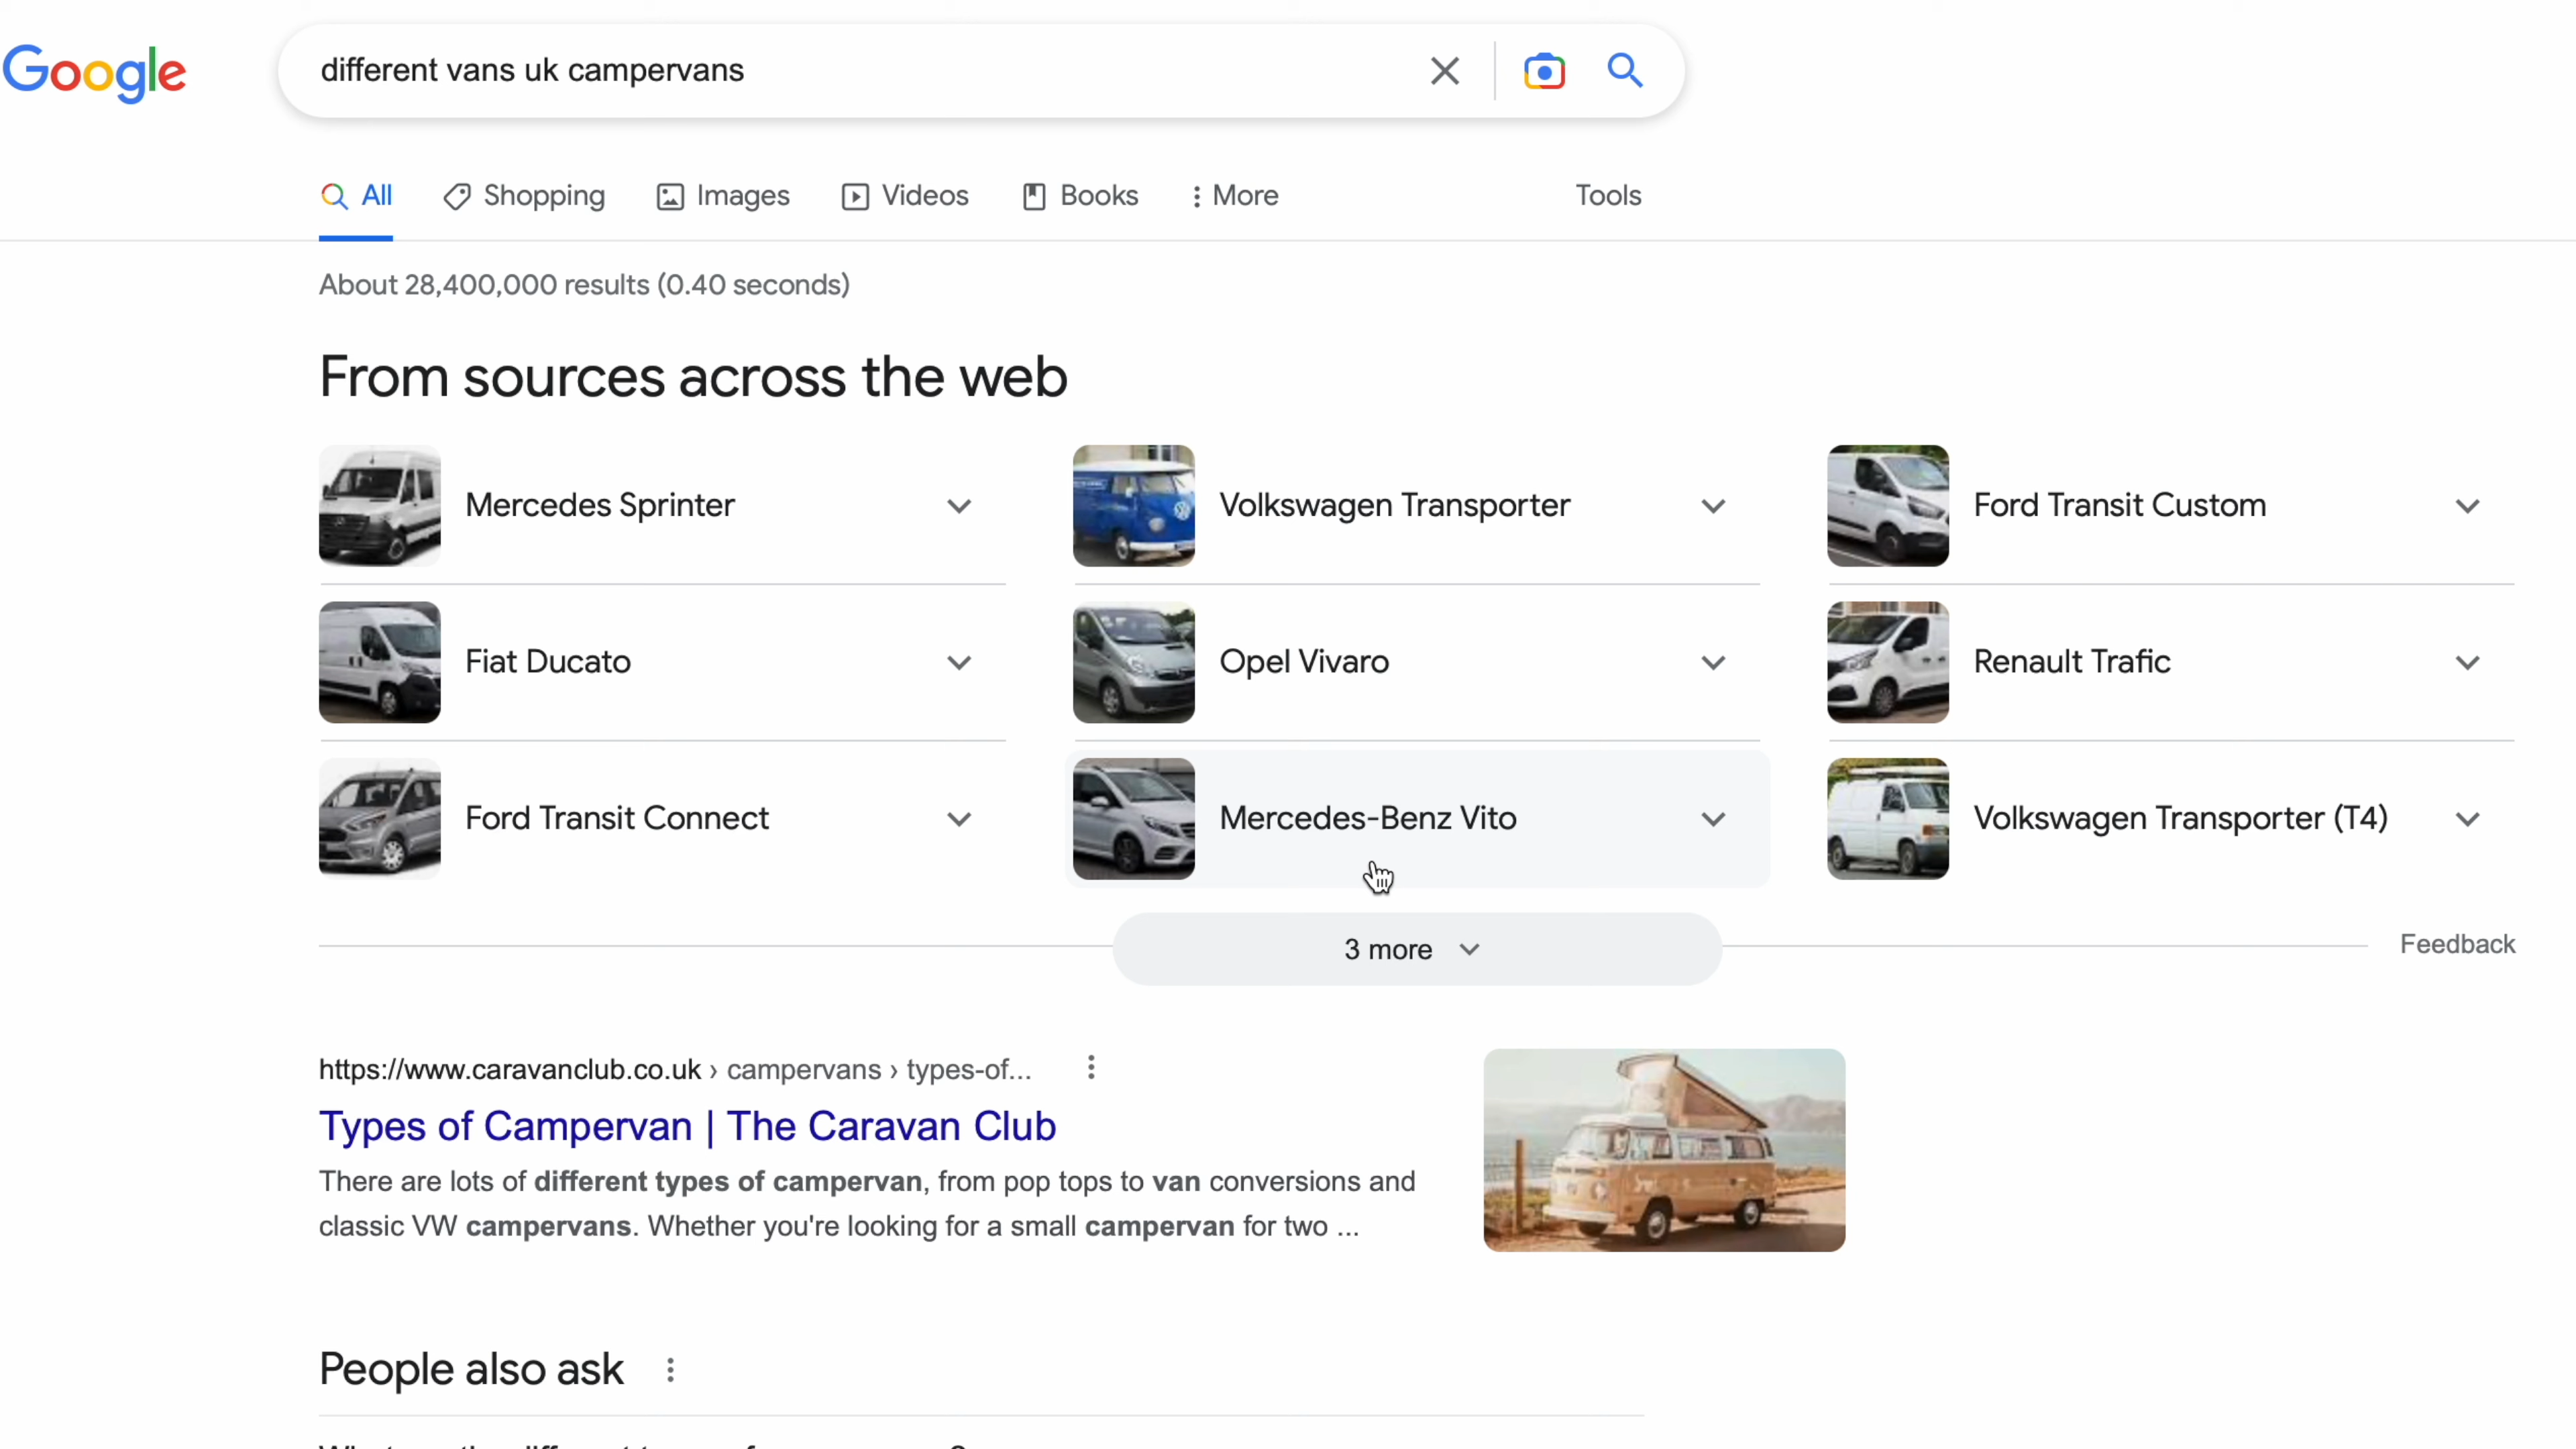 Google
different vans uk campervans
All Shopping Images Videos Books More Tools
About 28,400,000 results (0.40 seconds)
From sources across the web
Mercedes Sprinter
Volkswagen Transporter
Ford Transit Custom
Fiat Ducato
Opel Vivaro
Renault Trafic
Ford Transit Connect
Mercedes-Benz Vito
Volkswagen Transporter (T4)
3 more
Feedback
https://www.caravanclub.co.uk › campervans › types-of...
Types of Campervan | The Caravan Club
There are lots of different types of campervan, from pop tops to van conversions and
classic VW campervans. Whether you're looking for a small campervan for two ...
People also ask